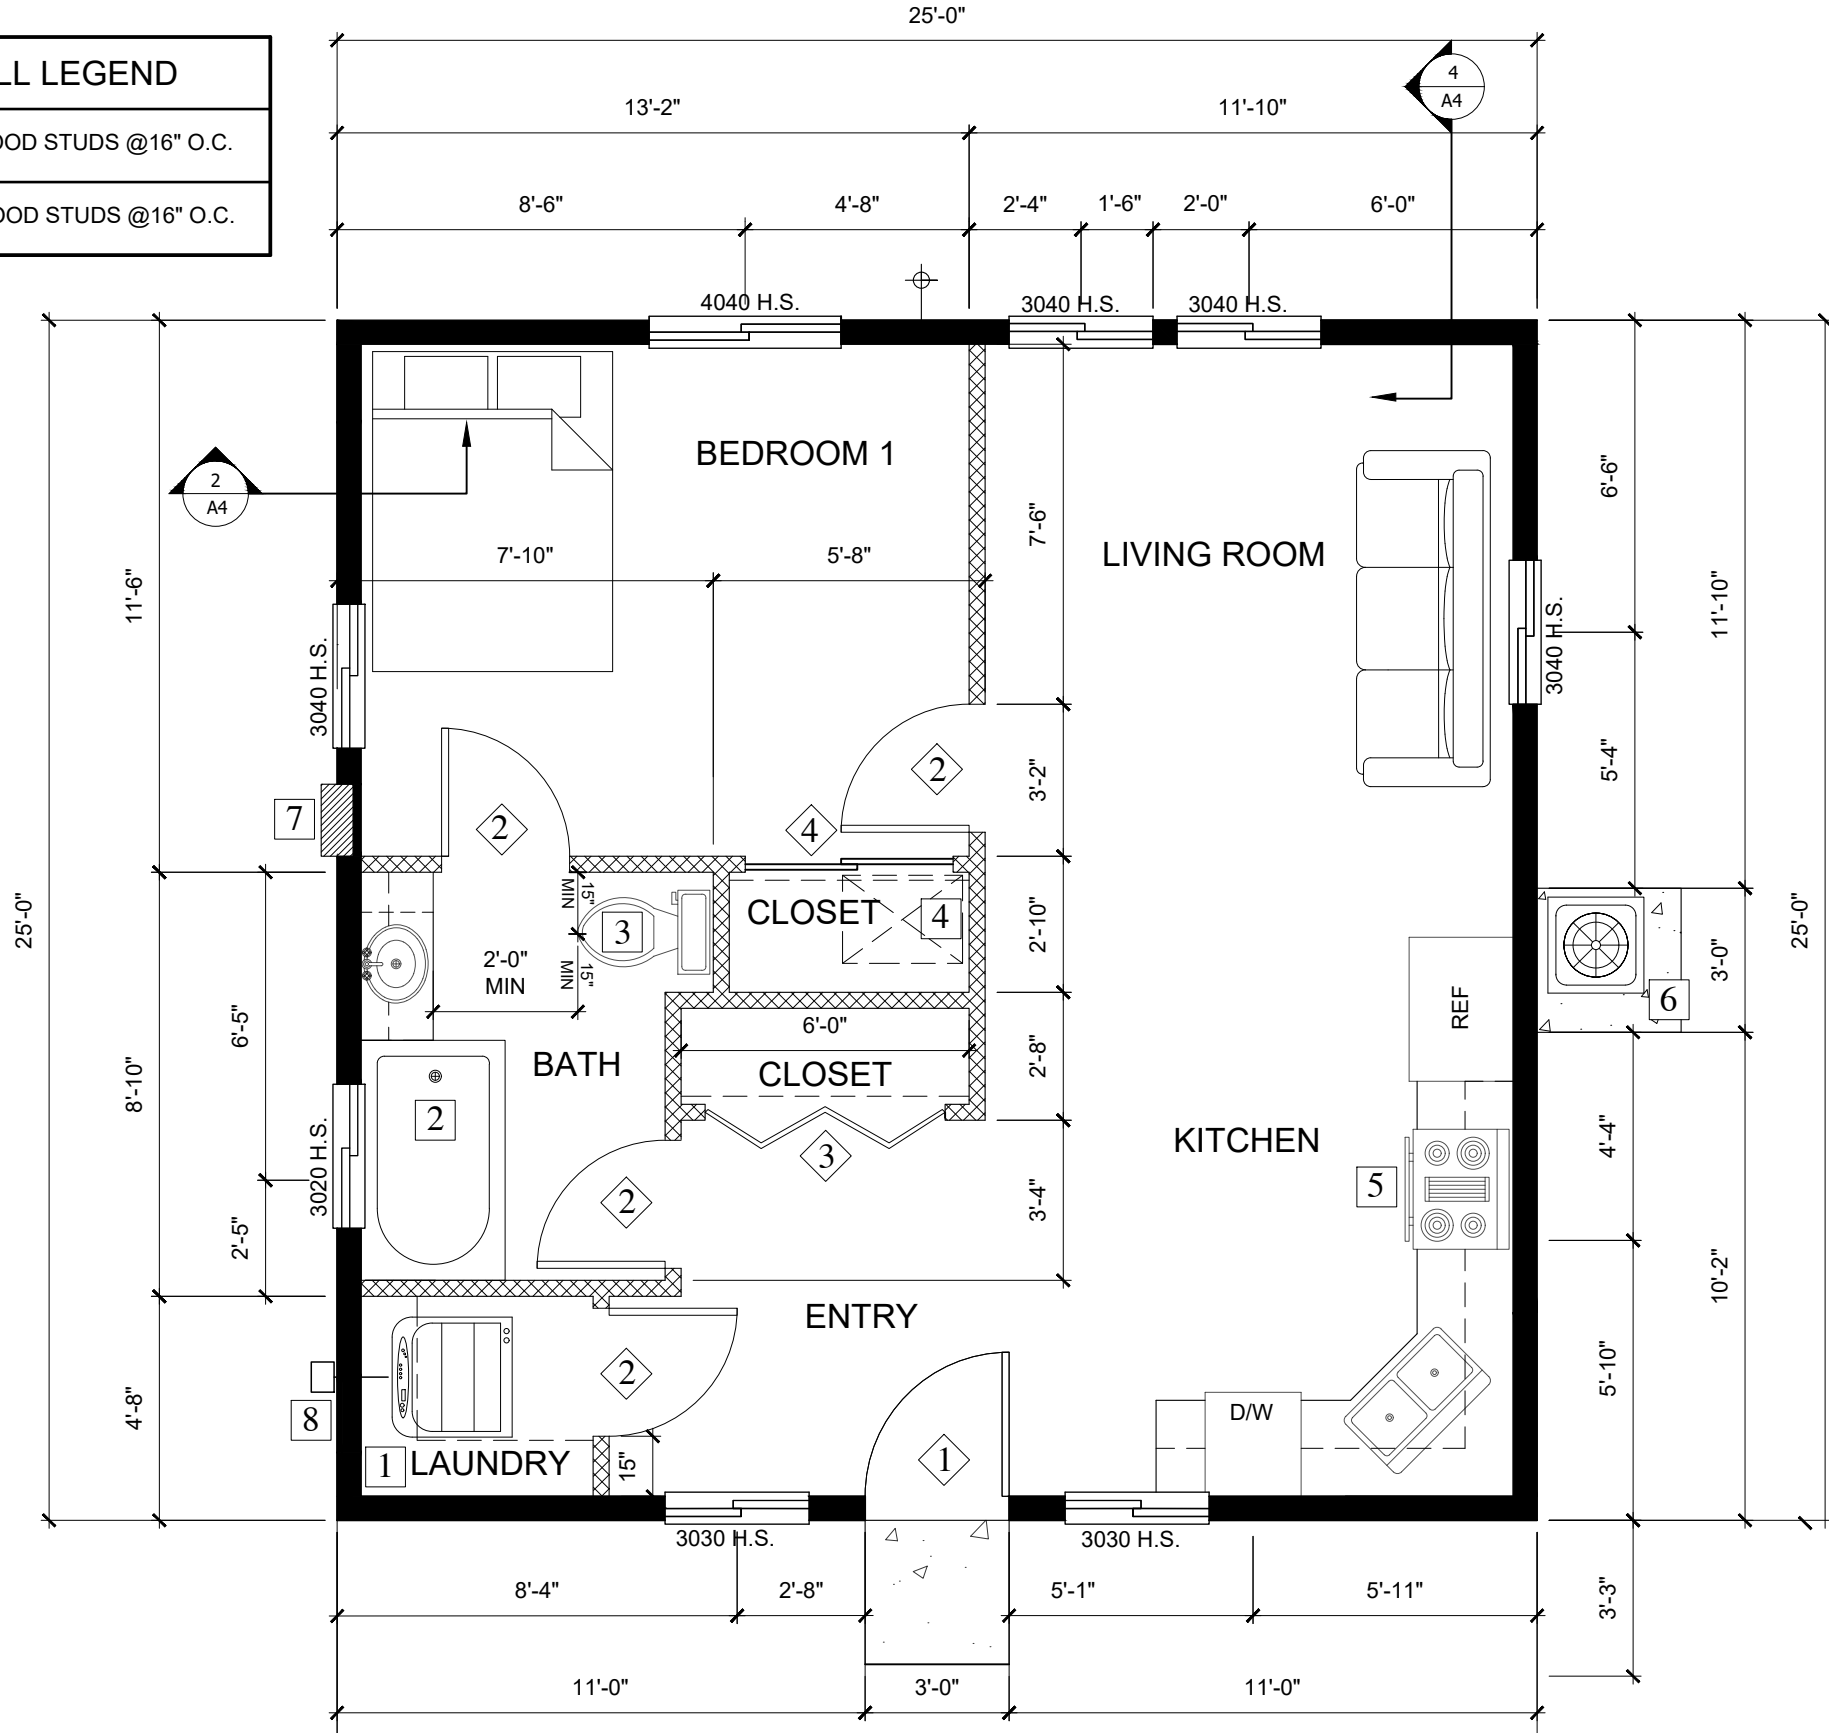 25'-0"
LL LEGEND
4
A4
13'-2"
11'-10"
OOD STUDS @16" O.C.
8'-6"
4'-8"
2'-4"
1'-6"
2'-0"
6'-0"
OOD STUDS @16" O.C.
4040 H.S.
3040 H.S.
3040 H.S.
BEDROOM 1
2
A4
6'-6"
7'-6"
7'-10"
5'-8"
LIVING ROOM
11'-6"
11'-10"
3040 H.S.
3040 H.S.
5'-4"
2
3'-2"
7
2
4
CLOSET
4
15"
MIN
3
2'-10"
25'-0"
25'-0"
2'-0"
MIN
15"
MIN
3'-0"
6
REF
6'-5"
6'-0"
2'-8"
BATH
CLOSET
8'-10"
2
KITCHEN
4'-4"
3
3020 H.S.
5
3'-4"
2
2'-5"
10'-2"
ENTRY
2
5'-10"
4'-8"
8
D/W
1
LAUNDRY
15"
1
3030 H.S.
3030 H.S.
8'-4"
2'-8"
5'-1"
5'-11"
3'-3"
11'-0"
3'-0"
11'-0"